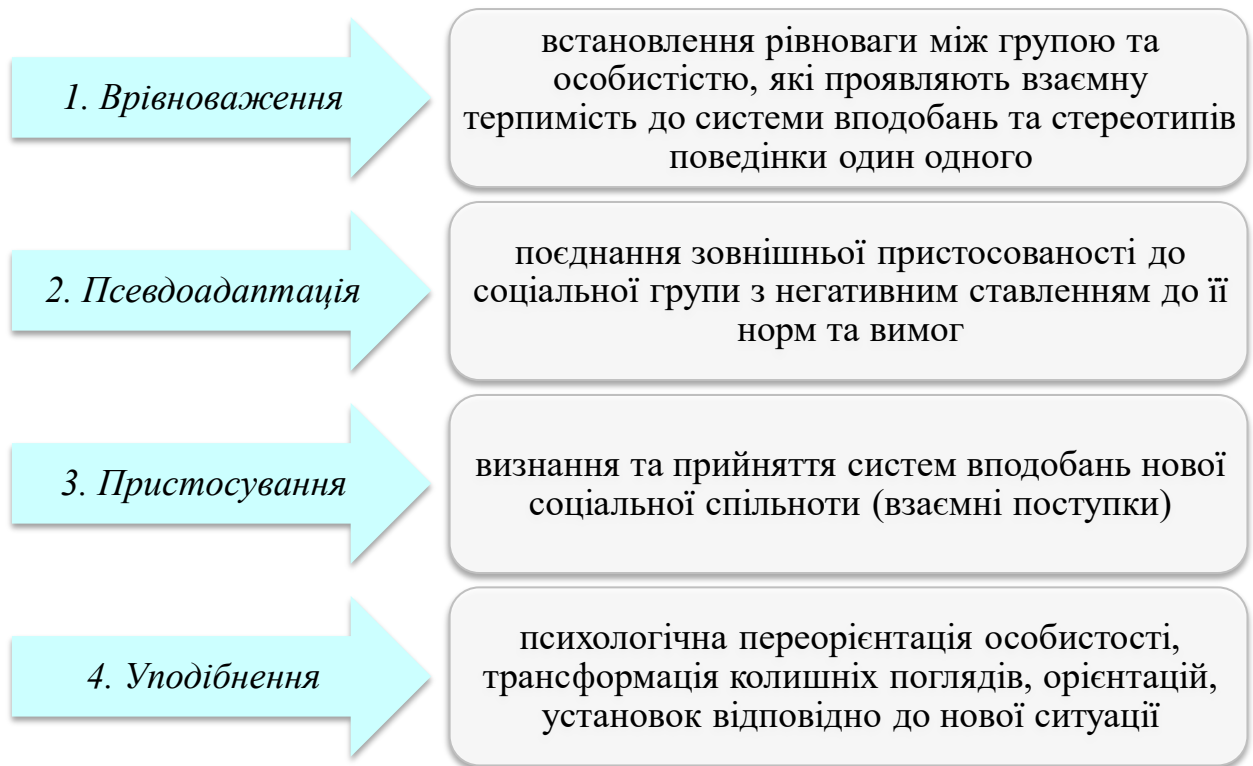 1. Врівноваження
встановлення рівноваги між групою та
особистістю, які проявляють взаємну
терпимість до системи вподобань та стереотипів
поведінки один одного
2. Псевдоадаптація
поєднання зовнішньої пристосованості до
соціальної групи з негативним ставленням до її
норм та вимог
3. Пристосування
визнання та прийняття систем вподобань нової
соціальної спільноти (взаємні поступки)
4. Уподібнення
психологічна переорієнтація особистості,
трансформація колишніх поглядів, орієнтацій,
установок відповідно до нової ситуації